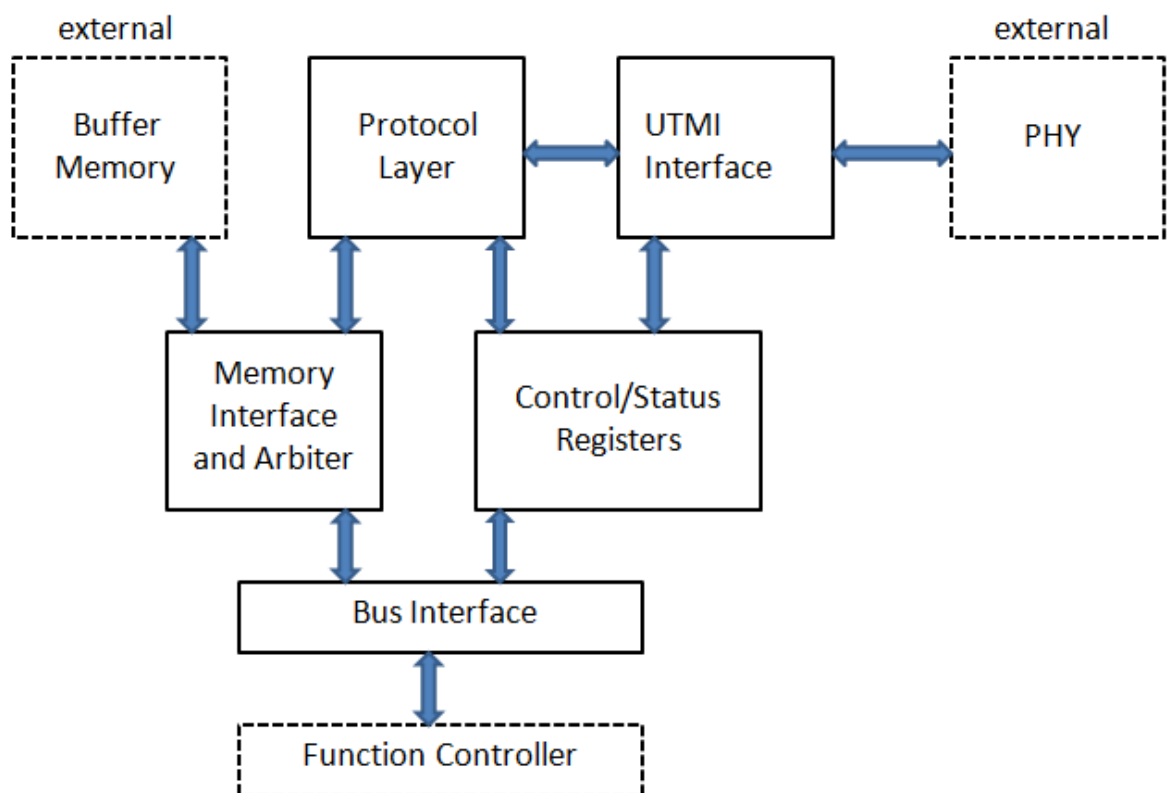 external
external
Buffer
Memory
Protocol
Layer
UTMI
Interface
PHY
Memory
Interface
and Arbiter
Control/Status
Registers
Bus Interface
Function Controller